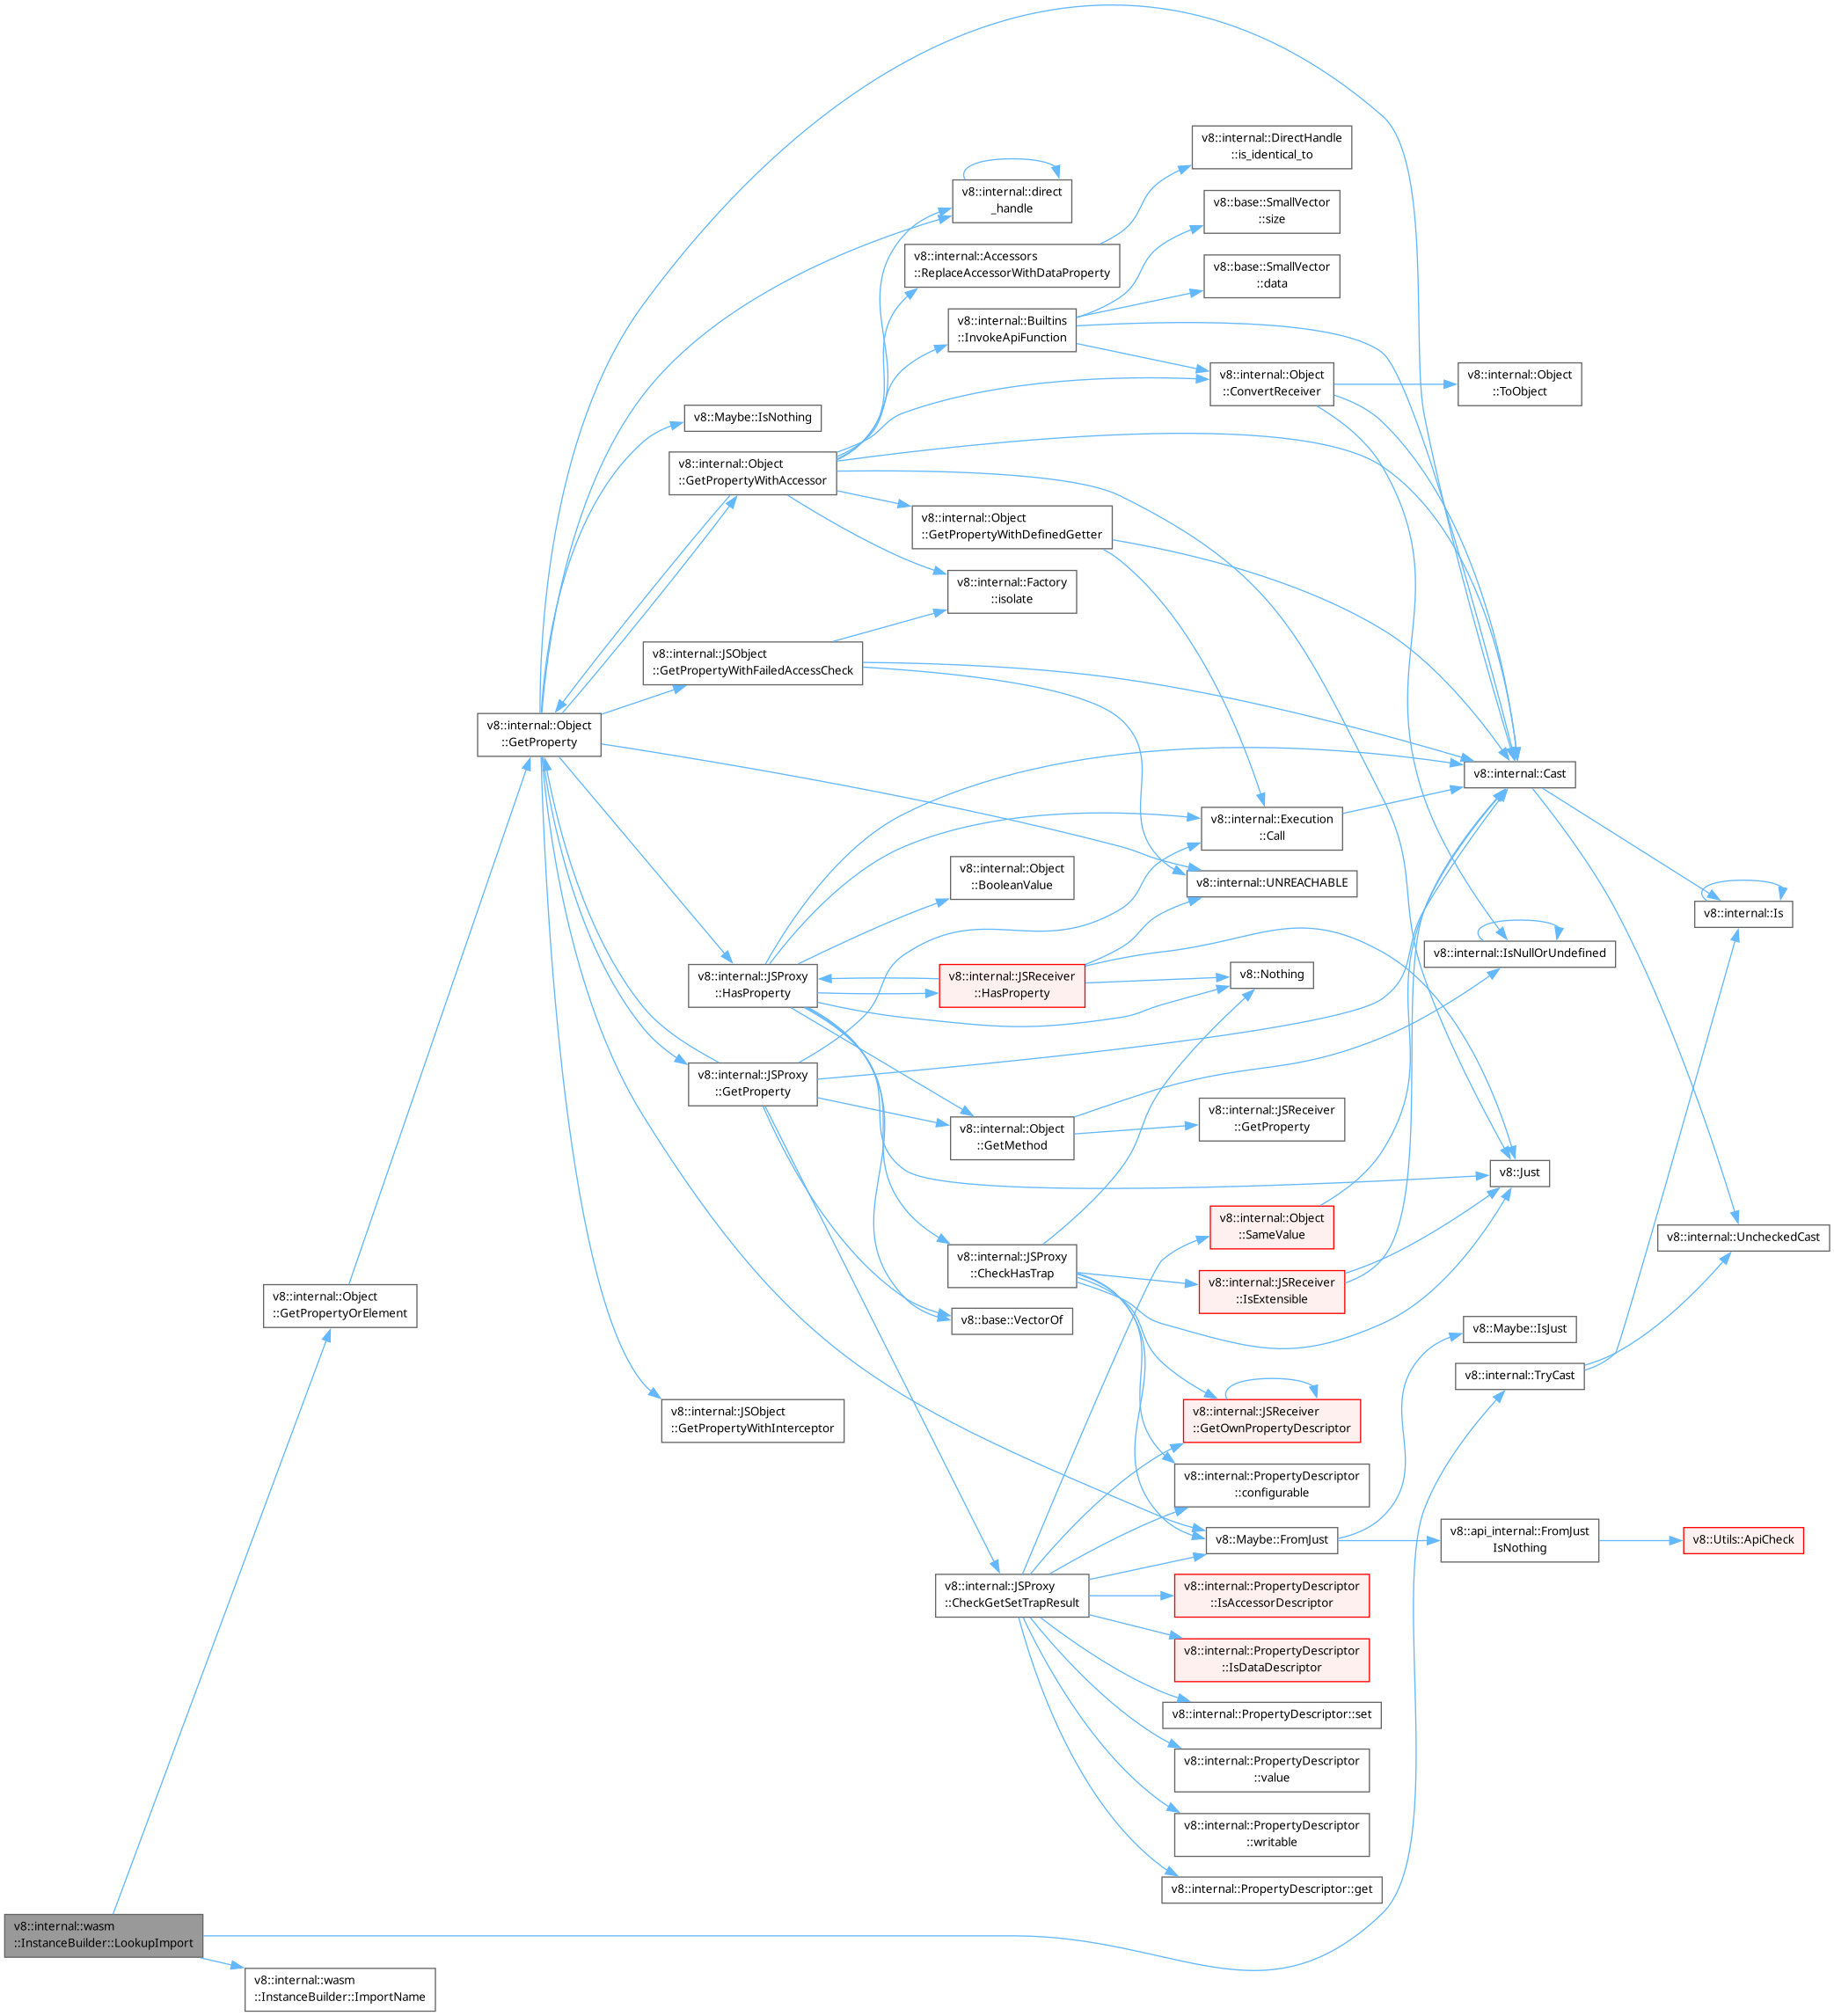 v8::internal::DirectHandle
::is_identical_to
v8::internal::direct
_handle
v8::base::SmallVector
::size
v8::internal::Accessors
::ReplaceAccessorWithDataProperty
v8::base::SmallVector
::data
v8::internal::Builtins
::InvokeApiFunction
v8::internal::Object
::ConvertReceiver
v8::internal::Object
::ToObject
v8::Maybe::IsNothing
v8::internal::Object
::GetPropertyWithAccessor
v8::internal::Object
::GetPropertyWithDefinedGetter
v8::internal::Factory
::isolate
v8::internal::JSObject
::GetPropertyWithFailedAccessCheck
v8::internal::Object
::GetProperty
v8::internal::Cast
v8::internal::Execution
::Call
v8::internal::Object
::BooleanValue
v8::internal::UNREACHABLE
v8::internal::Is
v8::internal::IsNullOrUndefined
v8::internal::JSProxy
::HasProperty
v8::internal::JSReceiver
::HasProperty
v8::Nothing
v8::internal::JSProxy
::GetProperty
v8::internal::Object
::GetMethod
v8::internal::JSReceiver
::GetProperty
v8::Just
v8::internal::Object
::SameValue
v8::internal::UncheckedCast
v8::internal::JSProxy
::CheckHasTrap
v8::internal::JSReceiver
::IsExtensible
v8::internal::Object
::GetPropertyOrElement
v8::base::VectorOf
v8::Maybe::IsJust
v8::internal::TryCast
v8::internal::JSObject
::GetPropertyWithInterceptor
v8::internal::JSReceiver
::GetOwnPropertyDescriptor
v8::internal::PropertyDescriptor
::configurable
v8::Maybe::FromJust
v8::api_internal::FromJust
IsNothing
v8::Utils::ApiCheck
v8::internal::JSProxy
::CheckGetSetTrapResult
v8::internal::PropertyDescriptor
::IsAccessorDescriptor
v8::internal::PropertyDescriptor
::IsDataDescriptor
v8::internal::PropertyDescriptor::set
v8::internal::PropertyDescriptor
::value
v8::internal::PropertyDescriptor
::writable
v8::internal::PropertyDescriptor::get
v8::internal::wasm
::InstanceBuilder::LookupImport
v8::internal::wasm
::InstanceBuilder::ImportName